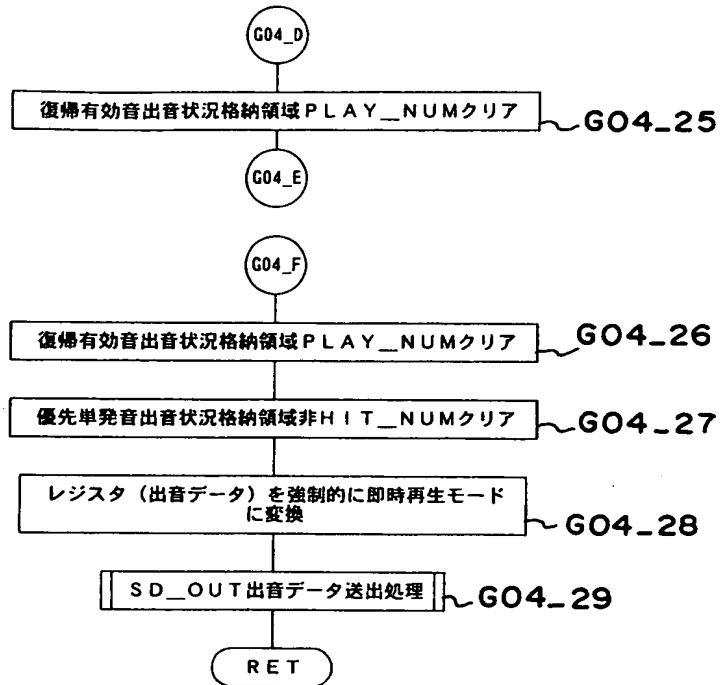 G04_D
復帰有効音出音状況格納領域PLAY__NUMクリア
G04_25
G04_E
G04_F
復帰有効音出音状況格納領域PLAY__NUMクリア
G04_26
優先単発音出音状況格納領域非HIT__NUMクリア
G04_27
レジスタ（出音データ）を強制的に即時再生モード
に変換
G04_28
SD__OUT出音データ送出処理
G04_29
RET